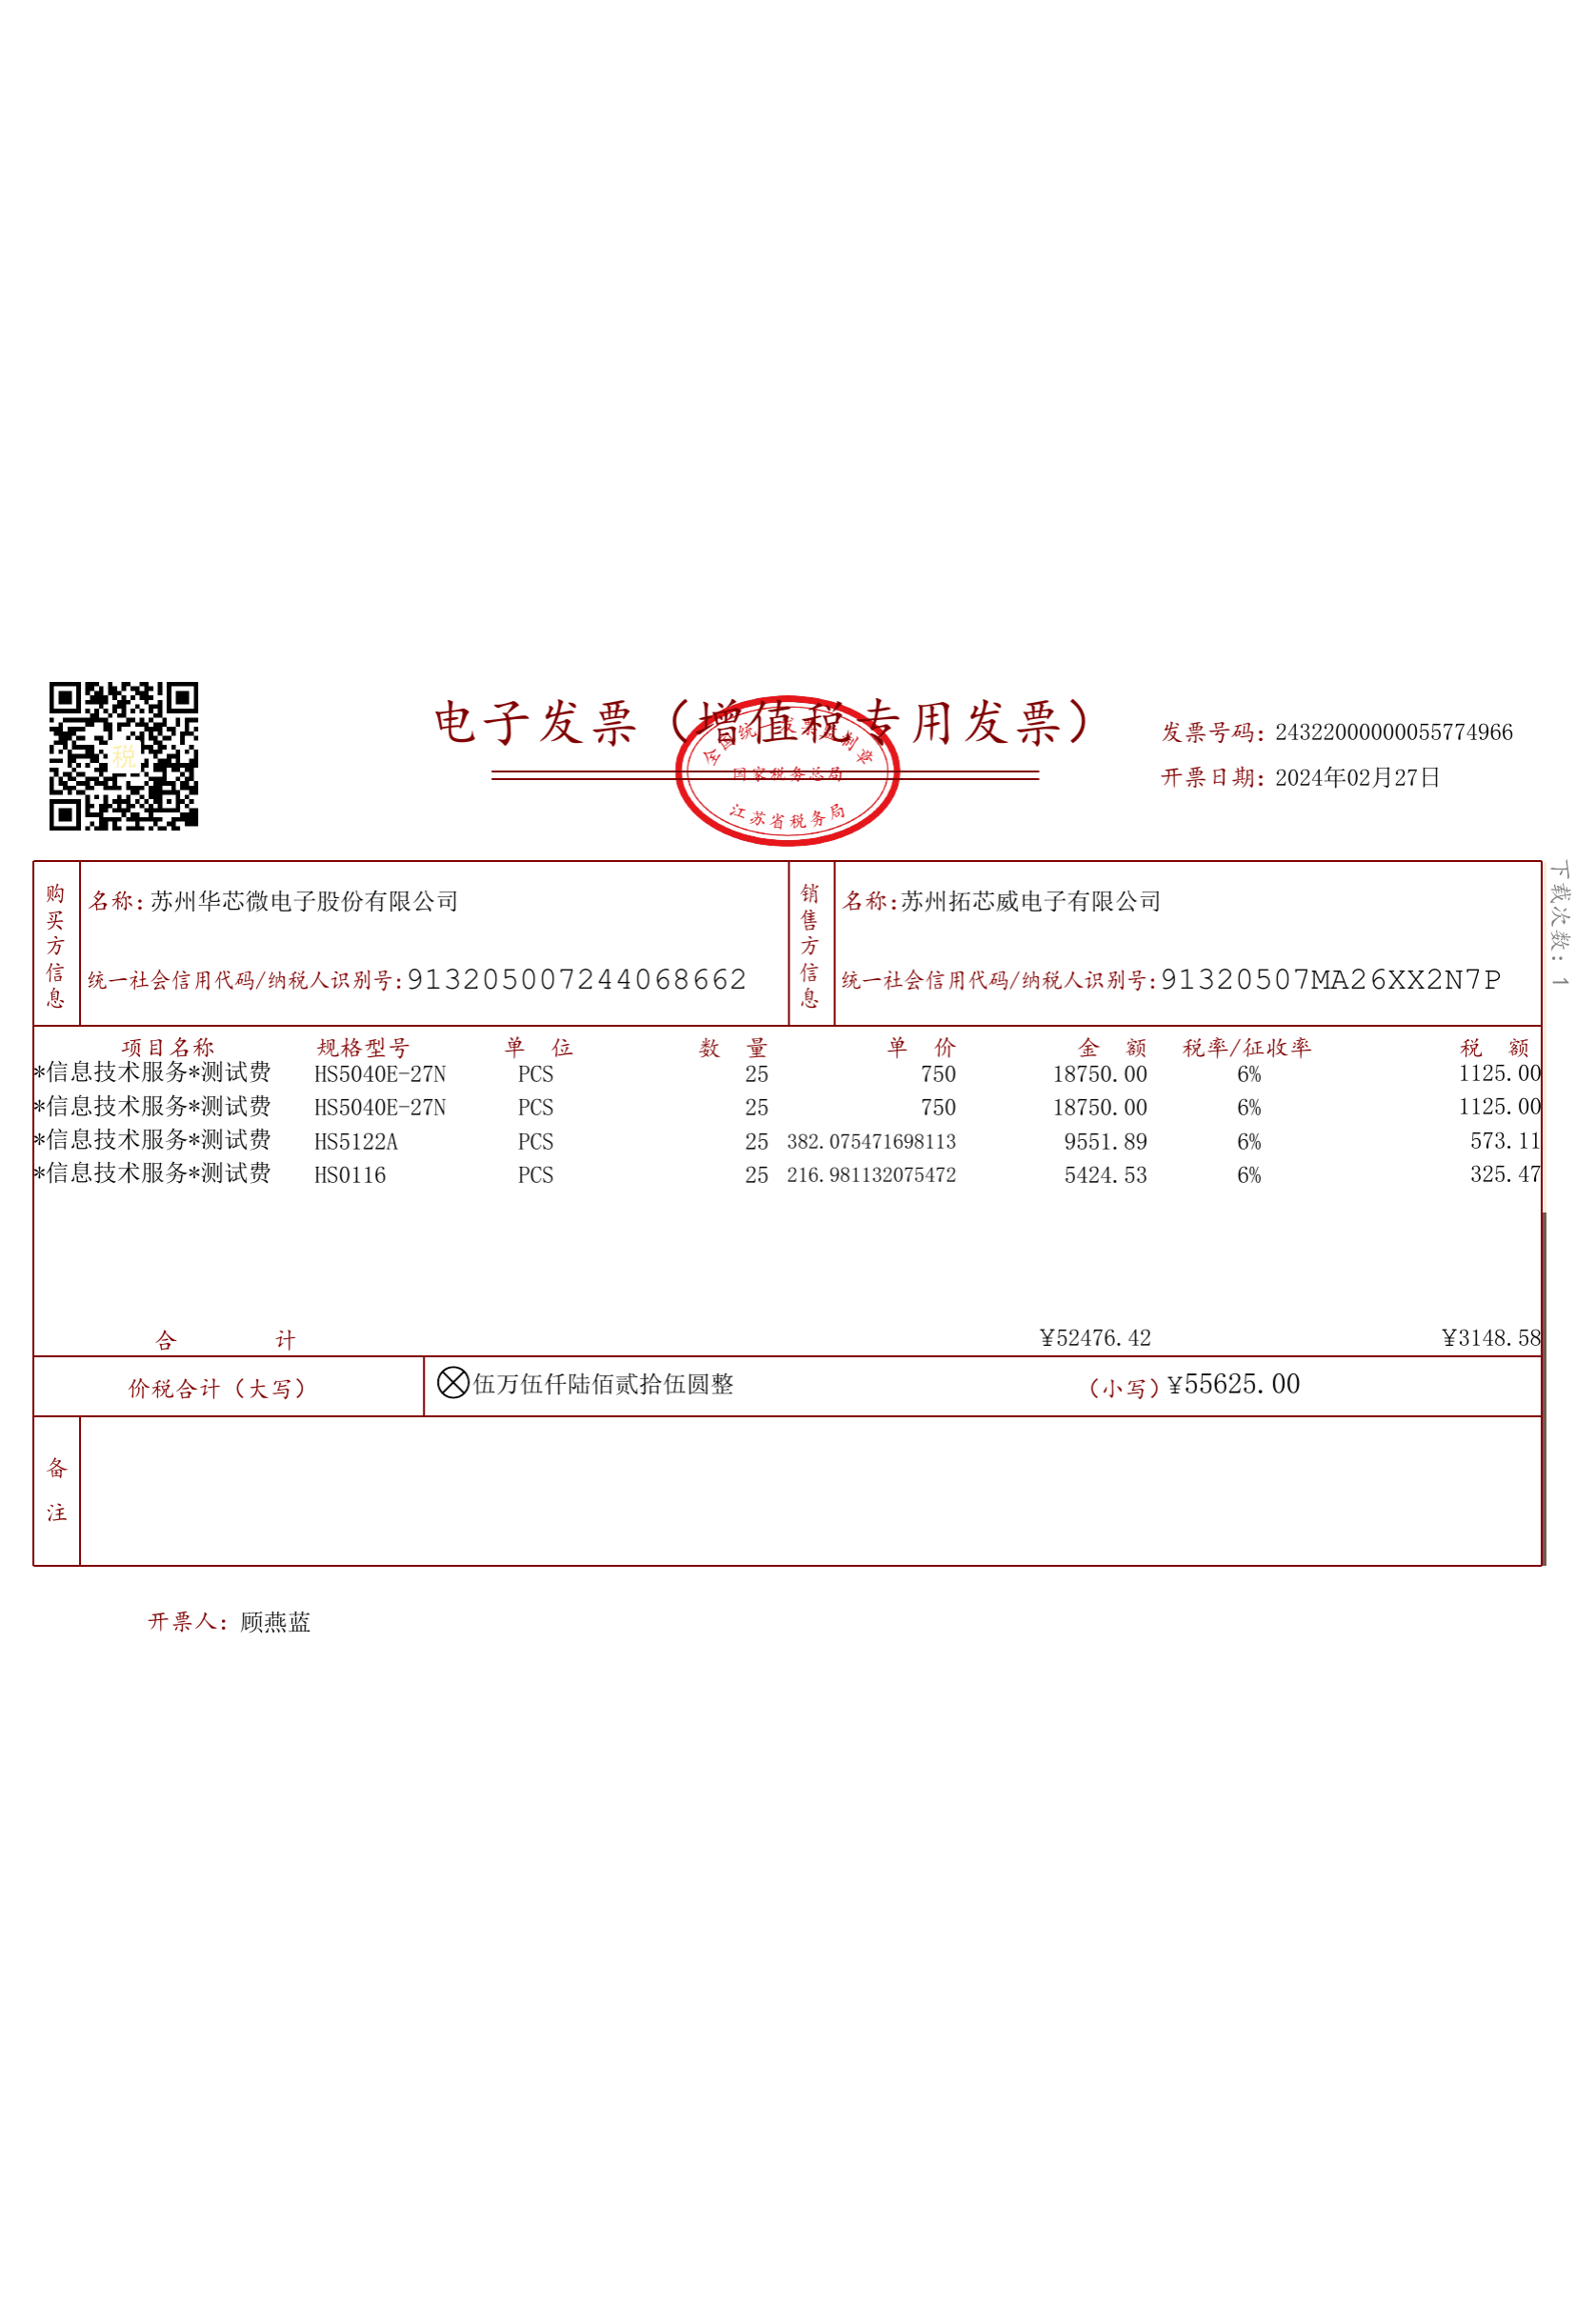 税
电子发票（增值税专用发票）
全国统一发票监制章
国家税务总局
江苏省税务局
发票号码：24322000000055774966
开票日期：2024年02月27日
下载次数：1
购买方信息
名称：苏州华芯微电子股份有限公司
统一社会信用代码/纳税人识别号：913205007244068662
销售方信息
名称：苏州拓芯威电子有限公司
统一社会信用代码/纳税人识别号：91320507MA26XX2N7P
项目名称 规格型号 单 位 数 量 单 价 金 额 税率/征收率 税 额
*信息技术服务*测试费 HS5040E-27N PCS 25 750 18750.00 6% 1125.00
*信息技术服务*测试费 HS5040E-27N PCS 25 750 18750.00 6% 1125.00
*信息技术服务*测试费 HS5122A PCS 25 382.075471698113 9551.89 6% 573.11
*信息技术服务*测试费 HS0116 PCS 25 216.981132075472 5424.53 6% 325.47
合 计 ¥52476.42 ¥3148.58
价税合计（大写） 伍万伍仟陆佰贰拾伍圆整 （小写）¥55625.00
备注
开票人：顾燕蓝